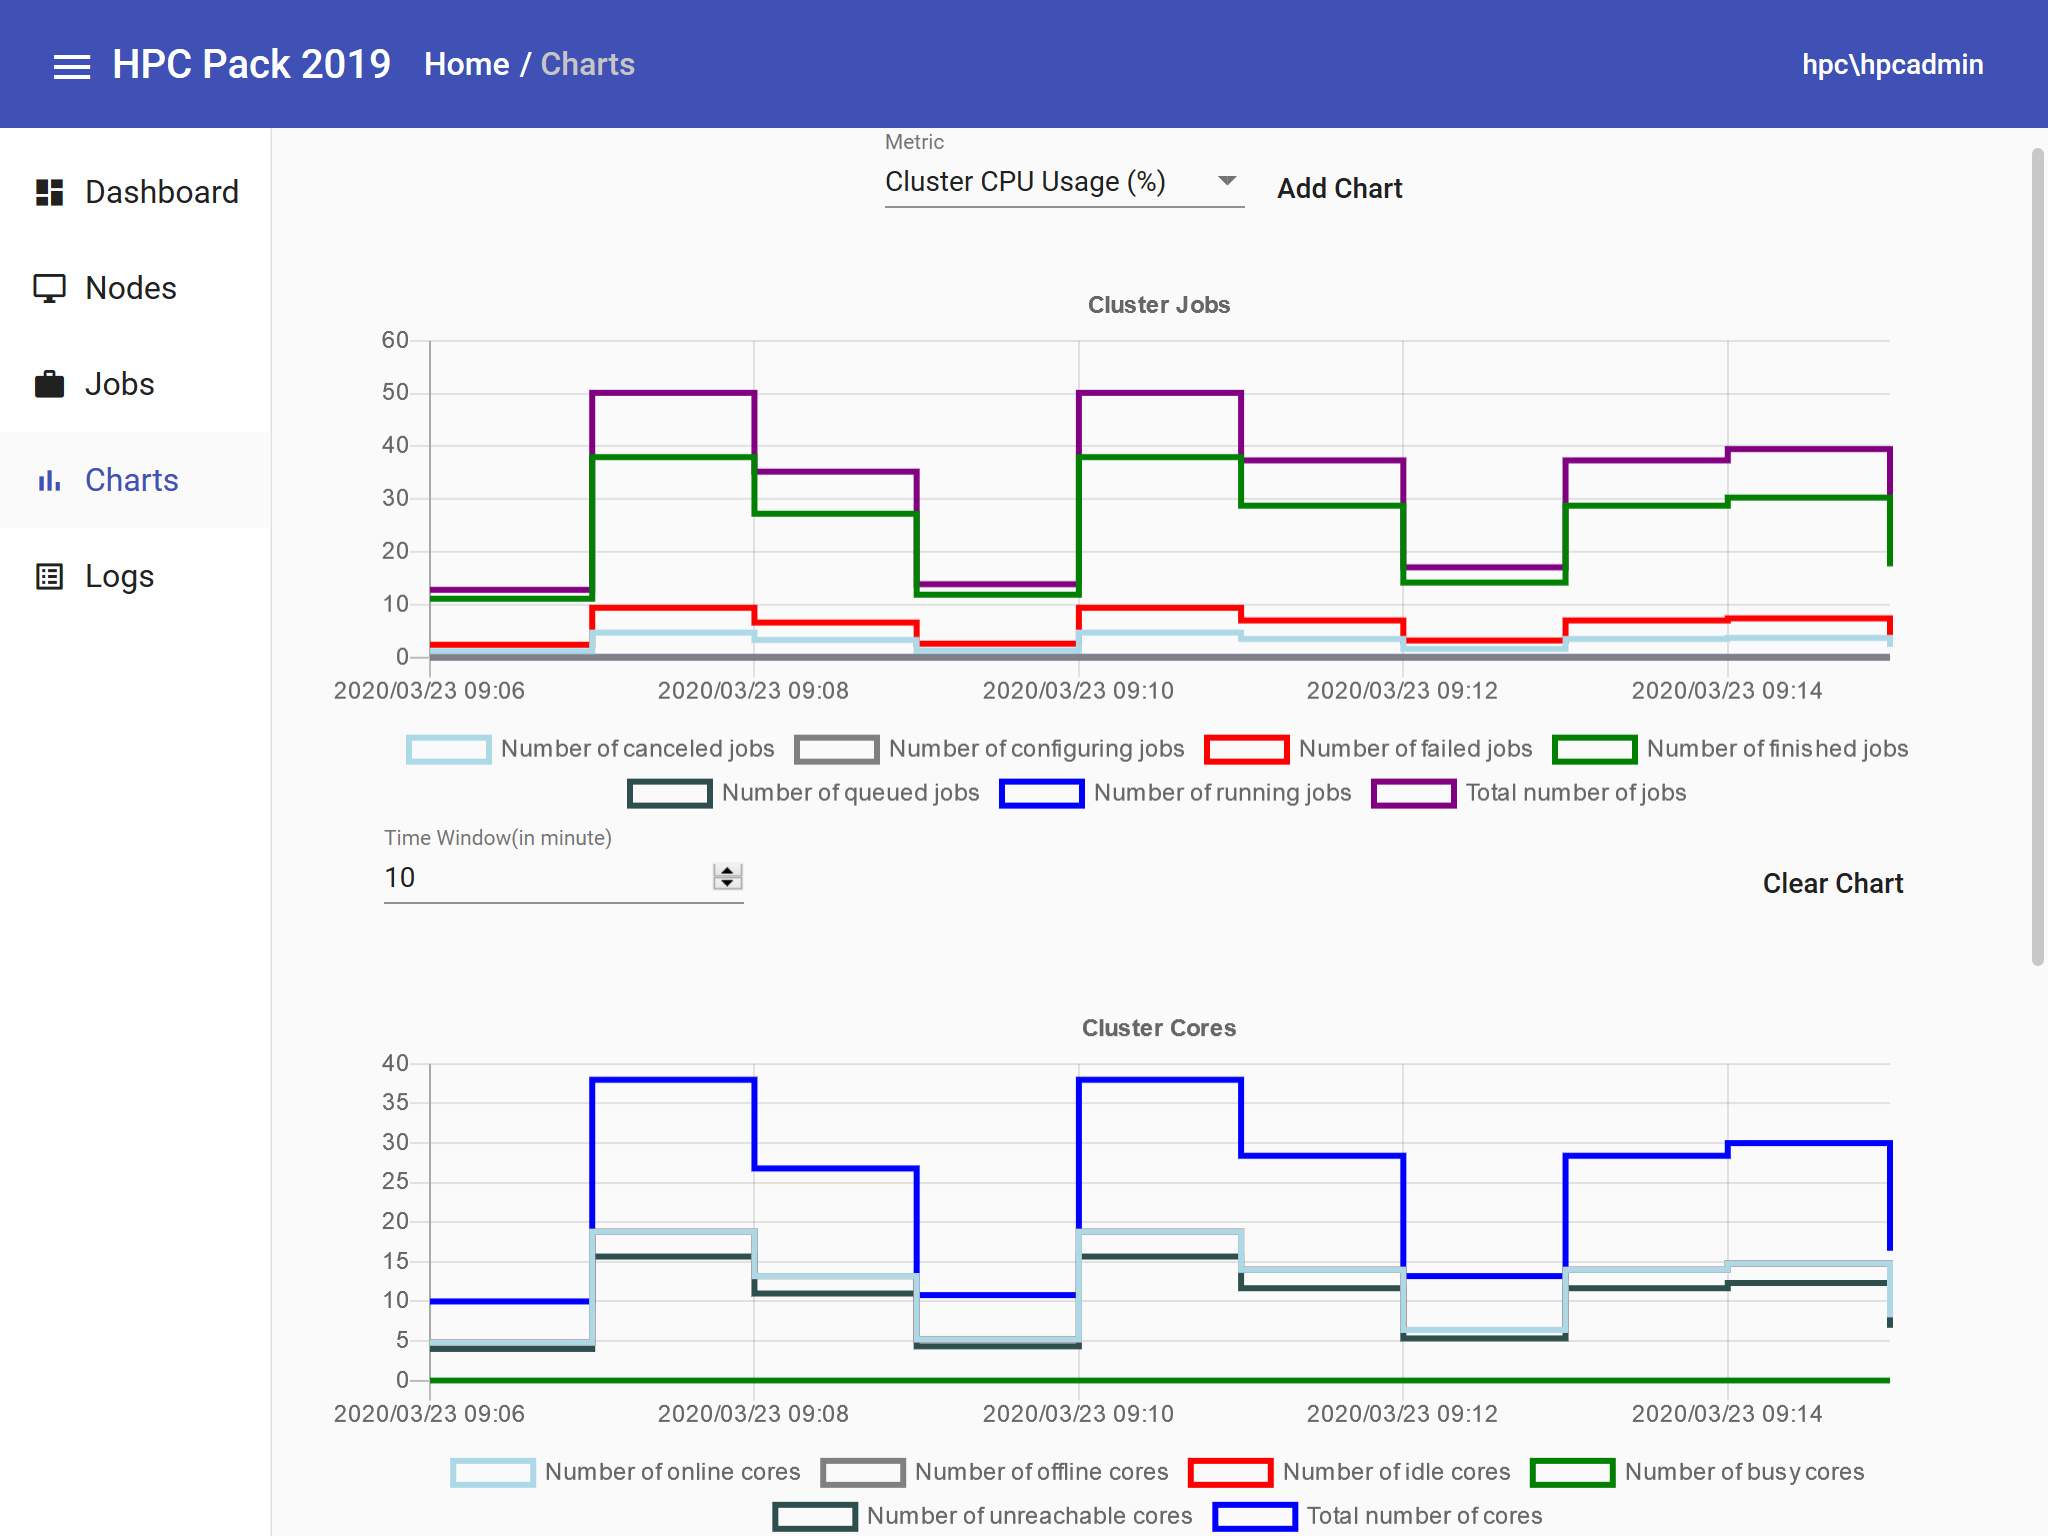 HPC Pack 2019 Home / Charts hpc\hpcadmin
Dashboard
Nodes
Jobs
Charts
Logs
Metric
Cluster CPU Usage (%) Add Chart
Cluster Jobs
60
50
40
30
20
10
0
2020/03/23 09:06 2020/03/23 09:08 2020/03/23 09:10 2020/03/23 09:12 2020/03/23 09:14
Number of canceled jobs Number of configuring jobs Number of failed jobs Number of finished jobs
Number of queued jobs Number of running jobs Total number of jobs
Time Window(in minute)
10 Clear Chart
Cluster Cores
40
35
30
25
20
15
10
5
0
2020/03/23 09:06 2020/03/23 09:08 2020/03/23 09:10 2020/03/23 09:12 2020/03/23 09:14
Number of online cores Number of offline cores Number of idle cores Number of busy cores
Number of unreachable cores Total number of cores